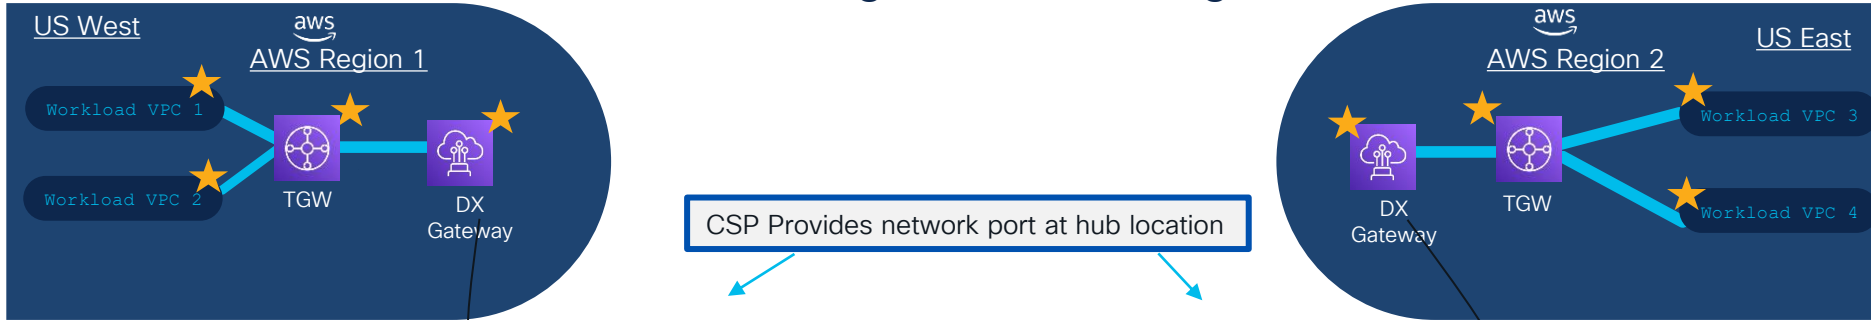 US West
aws
AWS Region 1
Workload VPC 1
Workload VPC 2
TGW
DX
Gateway
CSP Provides network port at hub location
aws
AWS Region 2
US East
Workload VPC 3
Workload VPC 4
DX
Gateway
TGW